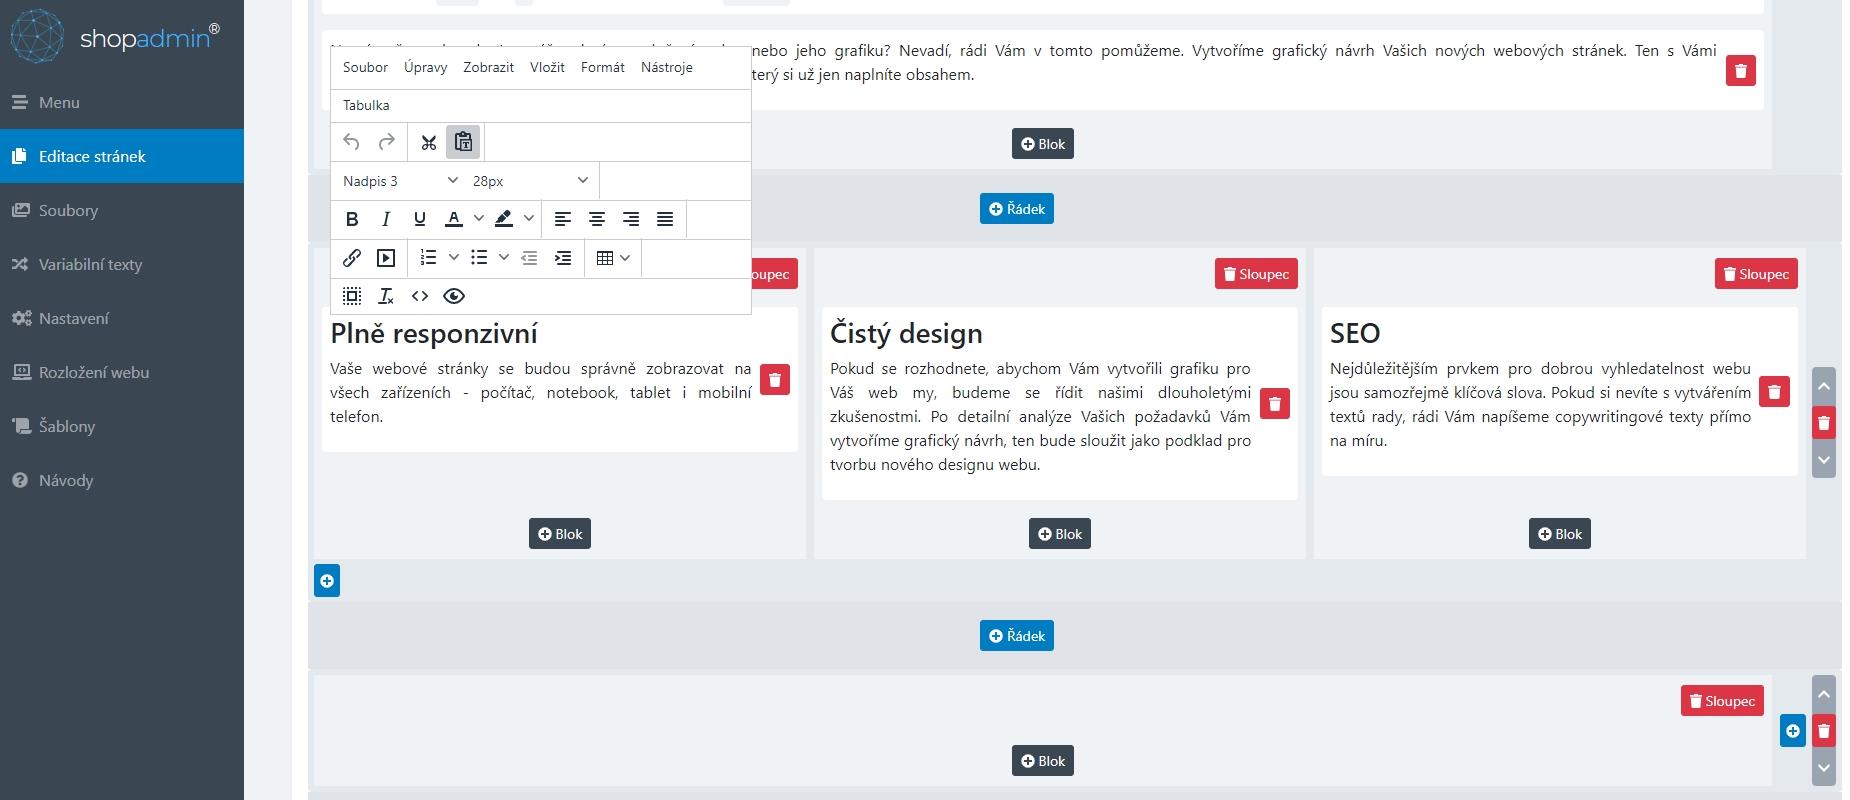 shopadmin®
Menu
Editace stránek
Soubory
Variabilní texty
Nastavení
Rozložení webu
Šablony
Návody
nebo jeho grafiku? Nevadí, rádi Vám v tomto pomůžeme. Vytvoříme grafický návrh Vašich nových webových stránek. Ten s Vámi
terý si už jen naplníte obsahem.
Soubor Úpravy Zobrazit Vložit Formát Nástroje
Tabulka
Nadpis 3 28px
Blok
Řádek
oupec
Sloupec
Sloupec
Plně responzivní
Vaše webové stránky se budou správně zobrazovat na
všech zařízeních - počítač, notebook, tablet i mobilní
telefon.
Blok
Čistý design
Pokud se rozhodnete, abychom Vám vytvořili grafiku pro
Váš web my, budeme se řídit našimi dlouholetými
zkušenostmi. Po detailní analýze Vašich požadavků Vám
vytvoříme grafický návrh, ten bude sloužit jako podklad pro
tvorbu nového designu webu.
Blok
SEO
Nejdůležitějším prvkem pro dobrou vyhledatelnost webu
jsou samozřejmě klíčová slova. Pokud si nevíte s vytvářením
textů rady, rádi Vám napíšeme copywritingové texty přímo
na míru.
Blok
Řádek
Sloupec
Blok